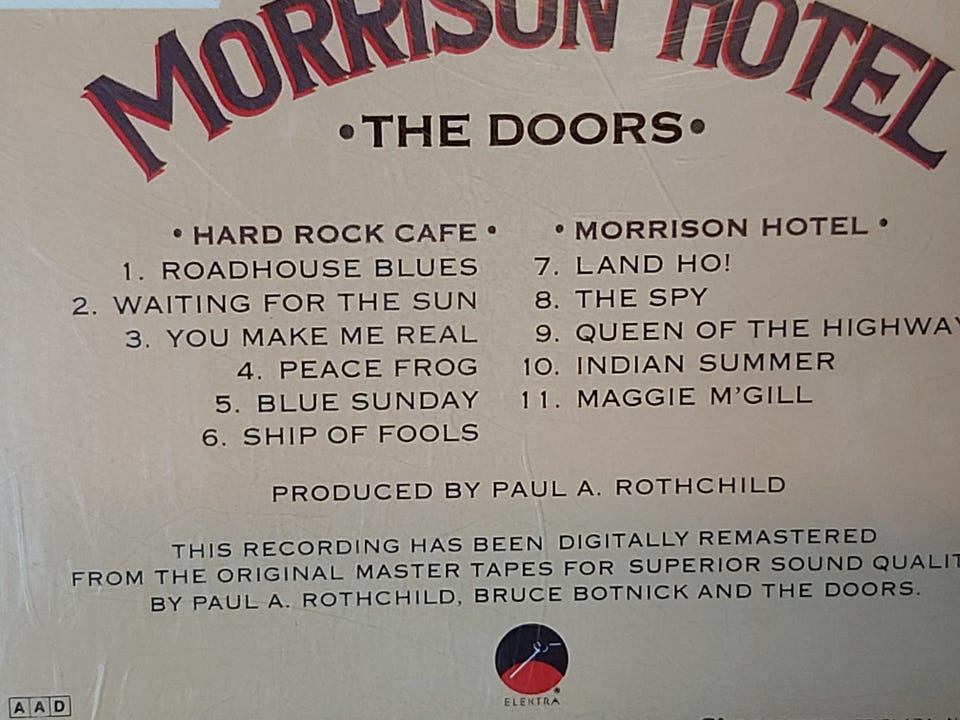 MORRISON HOTEL
•THE DOORS•
• HARD ROCK CAFE •
1. ROADHOUSE BLUES
2. WAITING FOR THE SUN
3. YOU MAKE ME REAL
4. PEACE FROG
5. BLUE SUNDAY
6. SHIP OF FOOLS
• MORRISON HOTEL •
7. LAND HO!
8. THE SPY
9. QUEEN OF THE HIGHWAY
10. INDIAN SUMMER
11. MAGGIE M'GILL
PRODUCED BY PAUL A. ROTHCHILD
THIS RECORDING HAS BEEN DIGITALLY REMASTERED
FROM THE ORIGINAL MASTER TAPES FOR SUPERIOR SOUND QUALIT
BY PAUL A. ROTHCHILD, BRUCE BOTNICK AND THE DOORS.
ELEKTRA
AAD